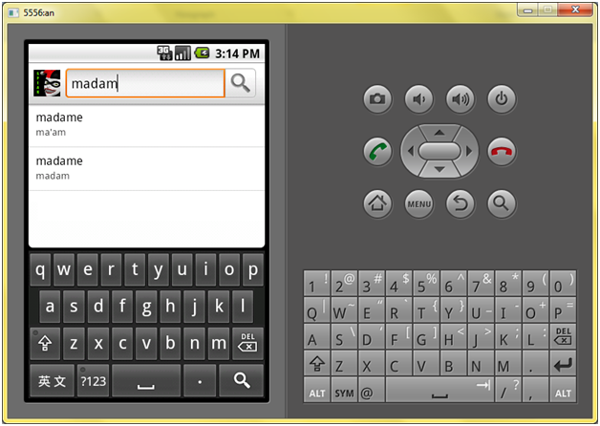 5556:an
3G
3:14 PM
madam
madame
ma'am
madame
madam
q w e r t y u i o p
a s d f g h j k l
z x c v b n m DEL
英 文 ?123 .
MENU
1 ! 2 @ 3 # 4 $ 5 % 6 ^ 7 & 8 * 9 ( 0 )
Q | W ~ E “ R ` T { Y } U _ I - O + P =
A S \ D ' F [ G ] H < J > K ; L : DEL
Z X C V B N M .
ALT SYM @ / ? , ALT